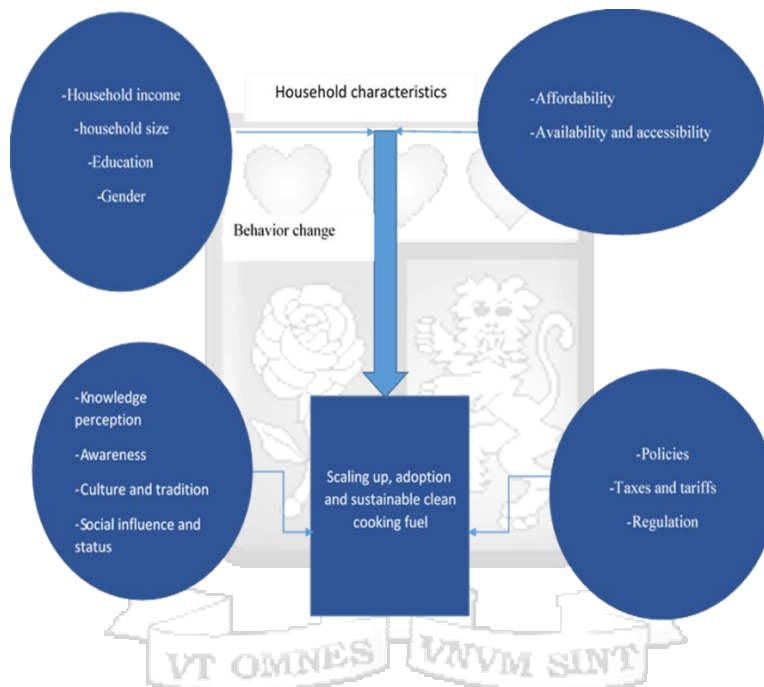 -Household income
-household size
-Education
-Gender
Household characteristics
-Affordability
-Availability and accessibility
Behavior change
-Knowledge
perception
-Awareness
-Culture and tradition
-Social influence and
status
Scaling up, adoption
and sustainable clean
cooking fuel
-Policies
-Taxes and tariffs
-Regulation
VT OMNES VNVM SINT